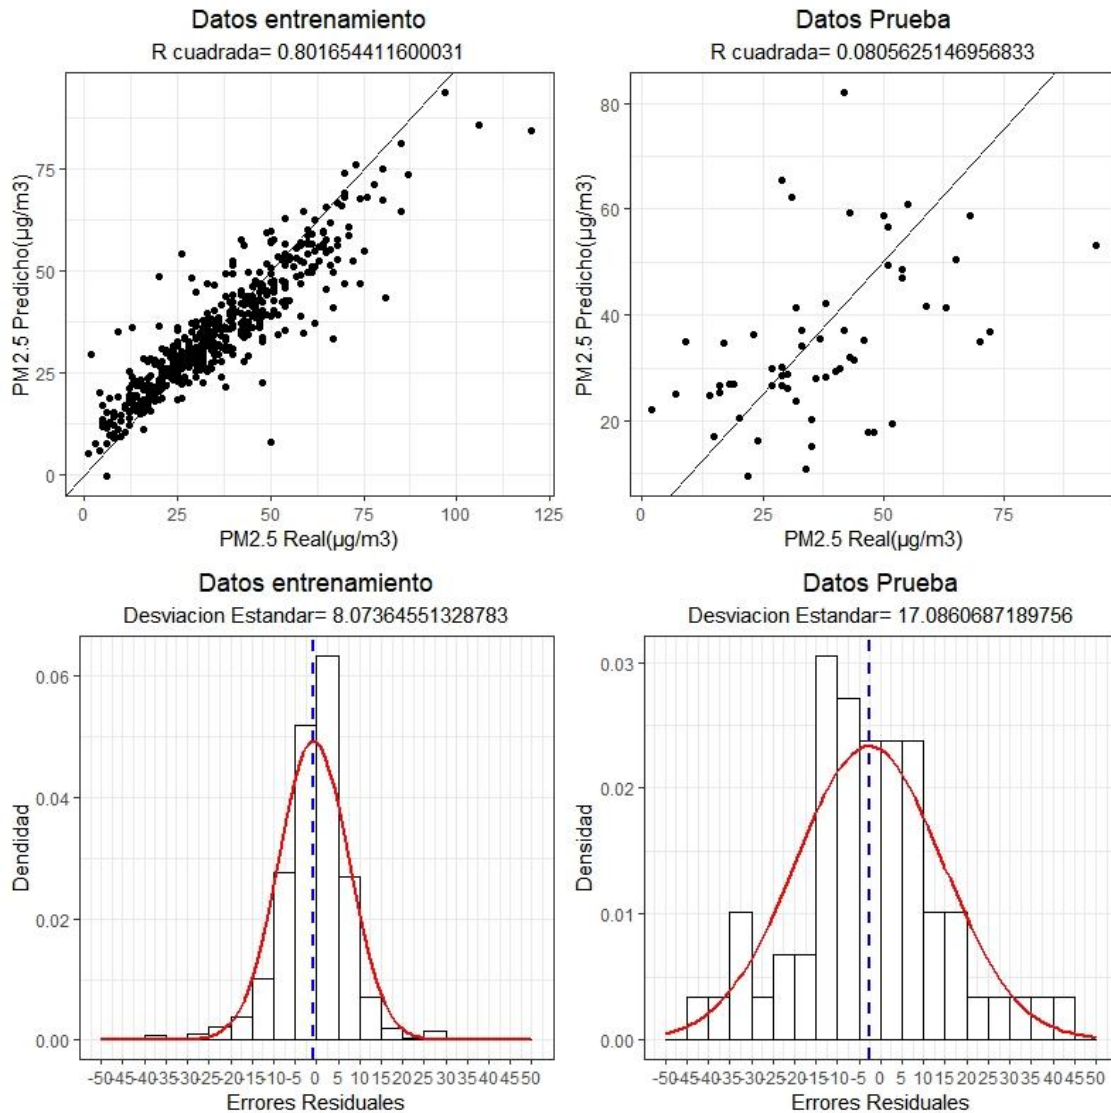 Datos entrenamiento
R cuadrada= 0.801654411600031
PM2.5 Predicho(µg/m3)
75
50
25
0
0 25 50 75 100 125
PM2.5 Real(µg/m3)
Datos Prueba
R cuadrada= 0.0805625146956833
PM2.5 Predicho(µg/m3)
80
60
40
20
0 25 50 75
PM2.5 Real(µg/m3)
Datos entrenamiento
Desviacion Estandar= 8.07364551328783
Dendidad
0.06
0.04
0.02
0.00
-50-45-40-35-30-25-20-15-10-5 0 5 10 15 20 25 30 35 40 45 50
Errores Residuales
Datos Prueba
Desviacion Estandar= 17.0860687189756
Densidad
0.03
0.02
0.01
0.00
-50-45-40-35-30-25-20-15-10-5 0 5 10 15 20 25 30 35 40 45 50
Errores Residuales